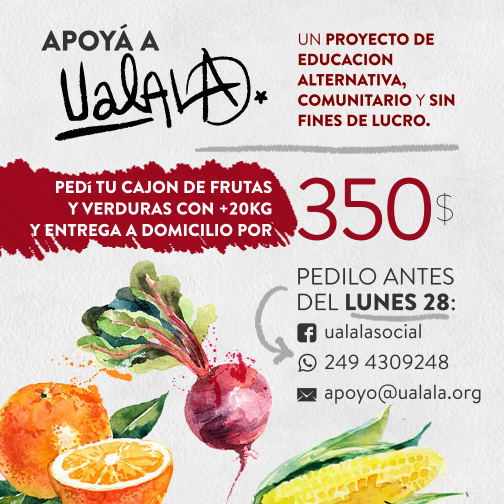 APOYÁ A
UalALA.
UN PROYECTO DE
EDUCACION
ALTERNATIVA,
COMUNITARIO Y SIN
FINES DE LUCRO.
PEDí TU CAJON DE FRUTAS
Y VERDURAS CON +20KG
Y ENTREGA A DOMICILIO POR
350$
PEDILO ANTES
DEL LUNES 28:
ualalasocial
249 4309248
apoyo@ualala.org